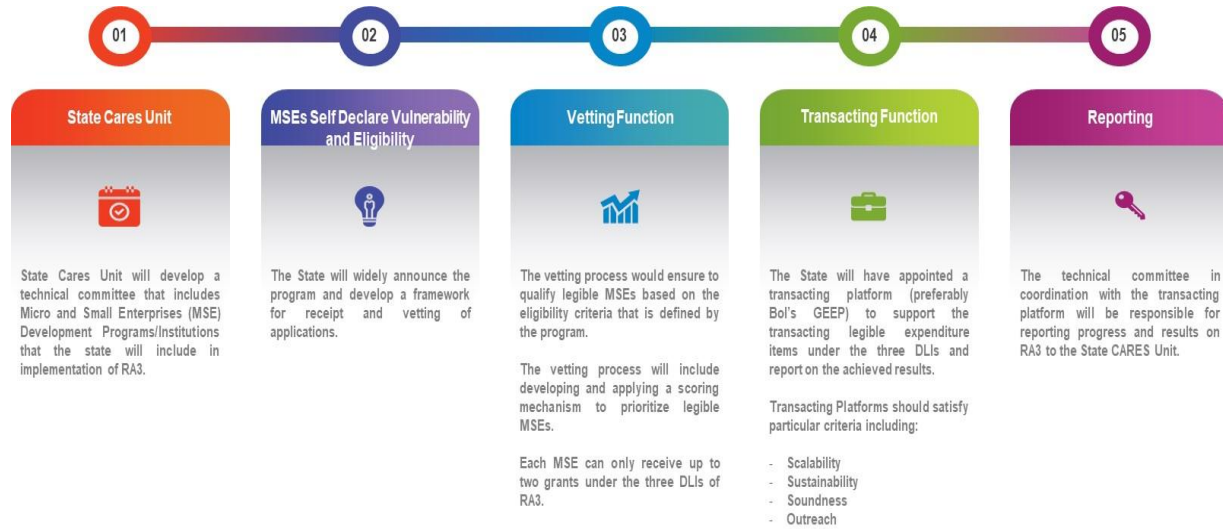 01
02
03
04
05
State Cares Unit
MSEs Self Declare Vulnerability
and Eligibility
Vetting Function
Transacting Function
Reporting
State Cares Unit will develop a
technical committee that includes
Micro and Small Enterprises (MSE)
Development Programs/Institutions
that the state will include in
implementation of RA3.
The State will widely announce the
program and develop a framework
for receipt and vetting of
applications.
The vetting process would ensure to
qualify legible MSEs based on the
eligibility criteria that is defined by
the program.
The vetting process will include
developing and applying a scoring
mechanism to prioritize legible
MSEs.
Each MSE can only receive up to
two grants under the three DLIs of
RA3.
The State will have appointed a
transacting platform (preferably
BoI's GEEP) to support the
transacting legible expenditure
items under the three DLIs and
report on the achieved results.
Transacting Platforms should satisfy
particular criteria including:
- Scalability
- Sustainability
- Soundness
- Outreach
The technical committee in
coordination with the transacting
platform will be responsible for
reporting progress and results on
RA3 to the State CARES Unit.